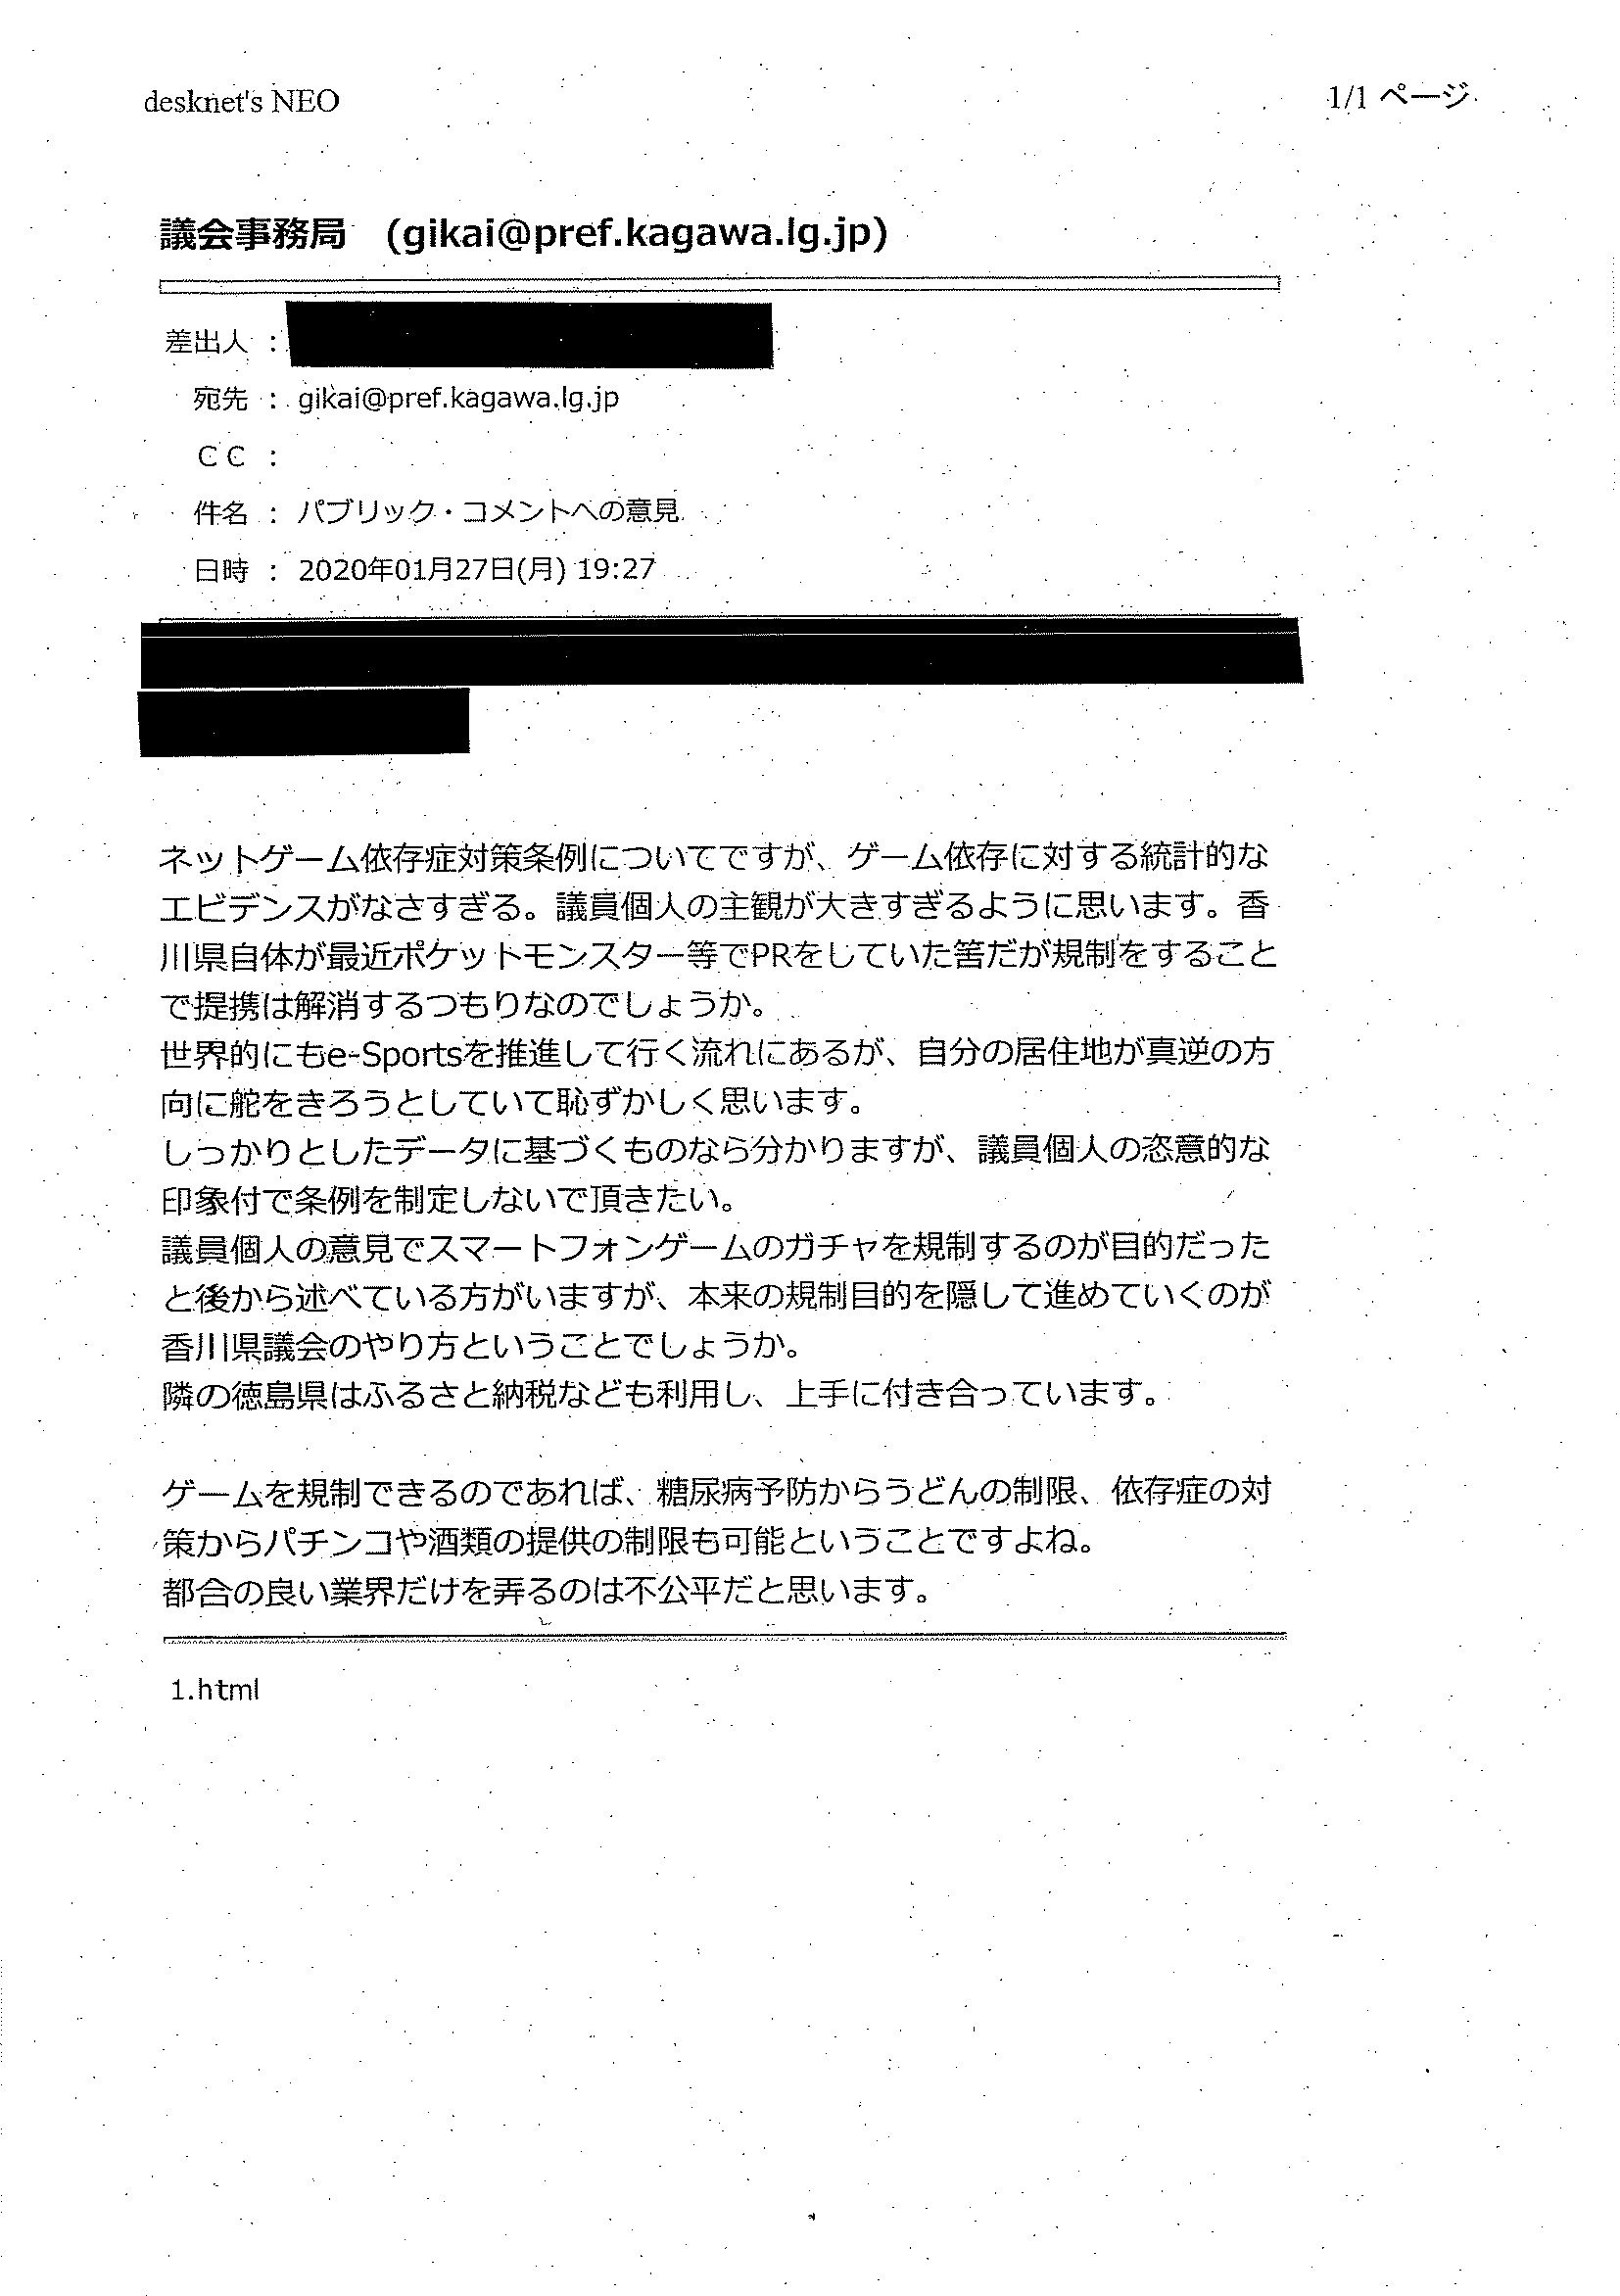 desknet's NEO
1/1 ページ
議会事務局 (gikai@pref.kagawa.lg.jp)
差出人 :
宛先 : gikai@pref.kagawa.lg.jp
CC :
件名 : パブリック・コメントへの意見
日時 : 2020年01月27日(月) 19:27
ネットゲーム依存症対策条例についてですが、ゲーム依存に対する統計的な
エビデンスがなさすぎる。議員個人の主観が大きすぎるように思います。香
川県自体が最近ポケットモンスター等でPRをしていた筈だが規制をすること
で提携は解消するつもりなのでしょうか。
世界的にもe-Sportsを推進して行く流れにあるが、自分の居住地が真逆の方
向に舵をきろうとしていて恥ずかしく思います。
しっかりとしたデータに基づくものなら分かりますが、議員個人の恣意的な
印象付で条例を制定しないで頂きたい。
議員個人の意見でスマートフォンゲームのガチャを規制するのが目的だった
と後から述べている方がいますが、本来の規制目的を隠して進めていくのが
香川県議会のやり方ということでしょうか。
隣の徳島県はふるさと納税なども利用し、上手に付き合っています。
ゲームを規制できるのであれば、糖尿病予防からうどんの制限、依存症の対
策からパチンコや酒類の提供の制限も可能ということですよね。
都合の良い業界だけを弄るのは不公平だと思います。
1.html